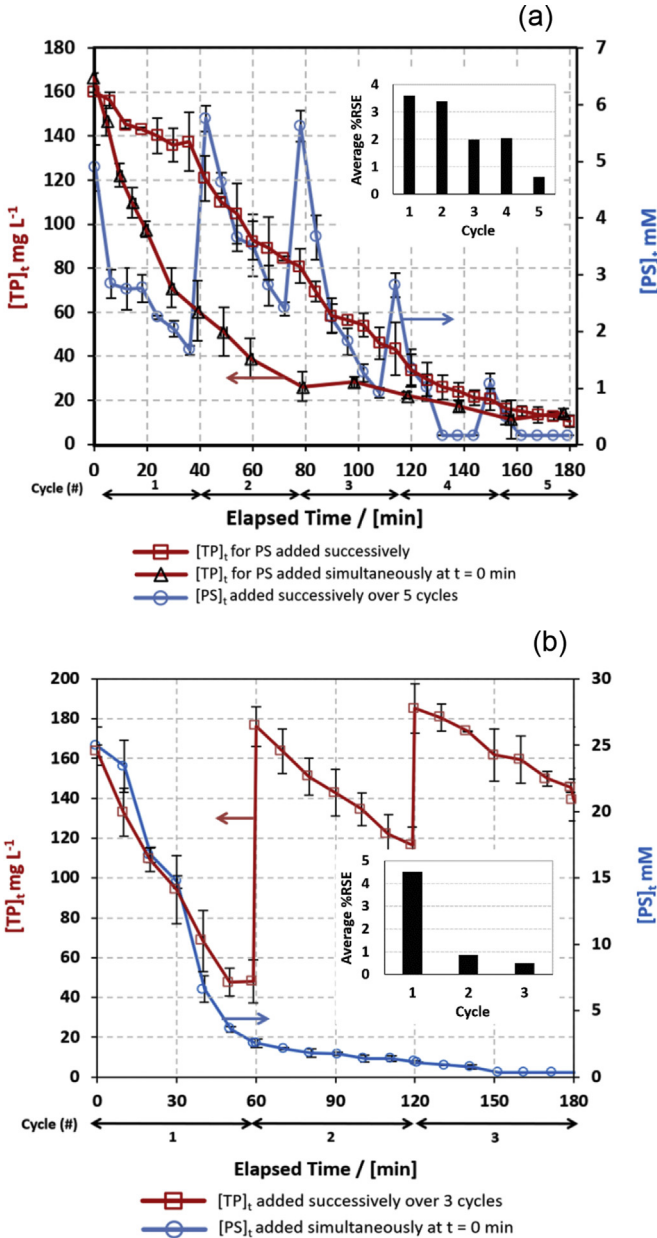 (a)
180
160
140
120
100
80
60
40
20
0
[TP]t mg L-1
7
6
5
4
3
2
1
0
[PS]t mM
4
3
2
1
0
Average %RSE
1 2 3 4 5
Cycle
0 20 40 60 80 100 120 140 160 180
Cycle (#) 1 2 3 4 5
Elapsed Time / [min]
[TP]t for PS added successively
[TP]t for PS added simultaneously at t = 0 min
[PS]t added successively over 5 cycles
(b)
200
180
160
140
120
100
80
60
40
20
0
[TP]t mg L-1
30
25
20
15
10
5
0
[PS]t mM
5
4
3
2
1
0
Average %RSE
1 2 3
Cycle
0 30 60 90 120 150 180
Cycle (#) 1 2 3
Elapsed Time / [min]
[TP]t added successively over 3 cycles
[PS]t added simultaneously at t = 0 min